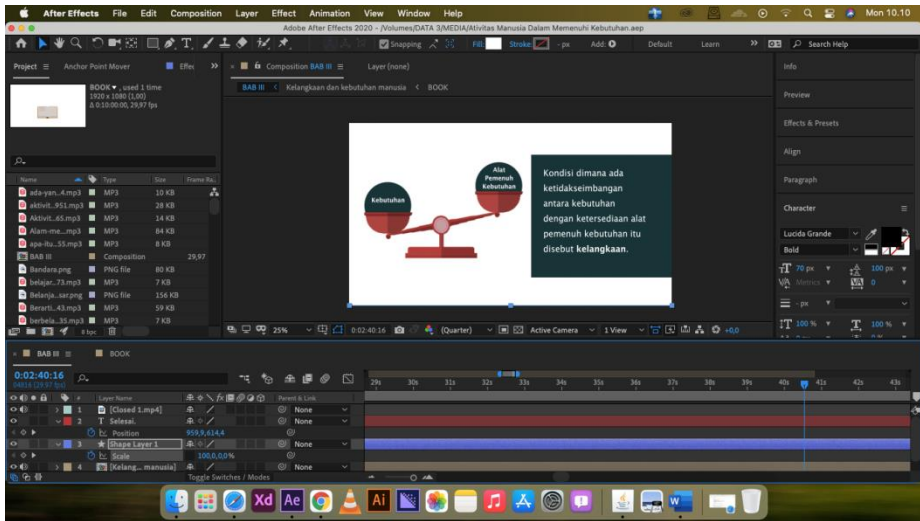 After Effects File Edit Composition Layer Effect Animation View Window Help Mon 10.10
Adobe After Effects 2020 - /Volumes/DATA 3/MEDIA/Ativitas Manusia Dalam Memenuhi Kebutuhan.aep
Snapping Fill: Stroke: - px Add: Default Learn Search Help
Project Anchor Point Mover Effec Composition BAB III Layer (none) Info
BOOK , used 1 time
1920 x 1080 (1,00)
Δ 0:10:00:00, 29,97 fps
BAB III Kelangkaan dan kebutuhan manusia BOOK
Preview
Effects & Presets
Align
Paragraph
Character
Name Type Size Frame Ra..
ada-yan...4.mp3 MP3 10 KB
aktivit...951.mp3 MP3 28 KB
Aktivit...65.mp3 MP3 14 KB
Alam-me...mp3 MP3 84 KB
apa-itu...55.mp3 MP3 8 KB
BAB III Composition 29,97
Bandara.png PNG file 80 KB
belajar...73.mp3 MP3 7 KB
Belanja...sar.png PNG file 156 KB
Berarti...43.mp3 MP3 59 KB
berbela...35.mp3 MP3 7 KB
8 bpc
Kebutuhan
Alat
Pemenuh
Kebutuhan
Kondisi dimana ada
ketidakseimbangan
antara kebutuhan
dengan ketersediaan alat
pemenuh kebutuhan itu
disebut kelangkaan.
Lucida Grande
Bold
70 px 100 px
Metrics 0
- px
100 % 100 %
25% 0:02:40:16 (Quarter) Active Camera 1 View +0,0
BAB III BOOK
0:02:40:16
04816 (29.97 fps)
29s 30s 31s 32s 33s 34s 35s 36s 37s 38s 39s 40s 41s 42s 43s
# Layer Name Parent & Link
1 [Closed 1.mp4] None
2 T Selesai. None
Position 959,9,614,4
3 Shape Layer 1 None
Scale 100,0,0,0%
4 [Kelang... manusia] None
Toggle Switches / Modes
Xd Ae Ai W